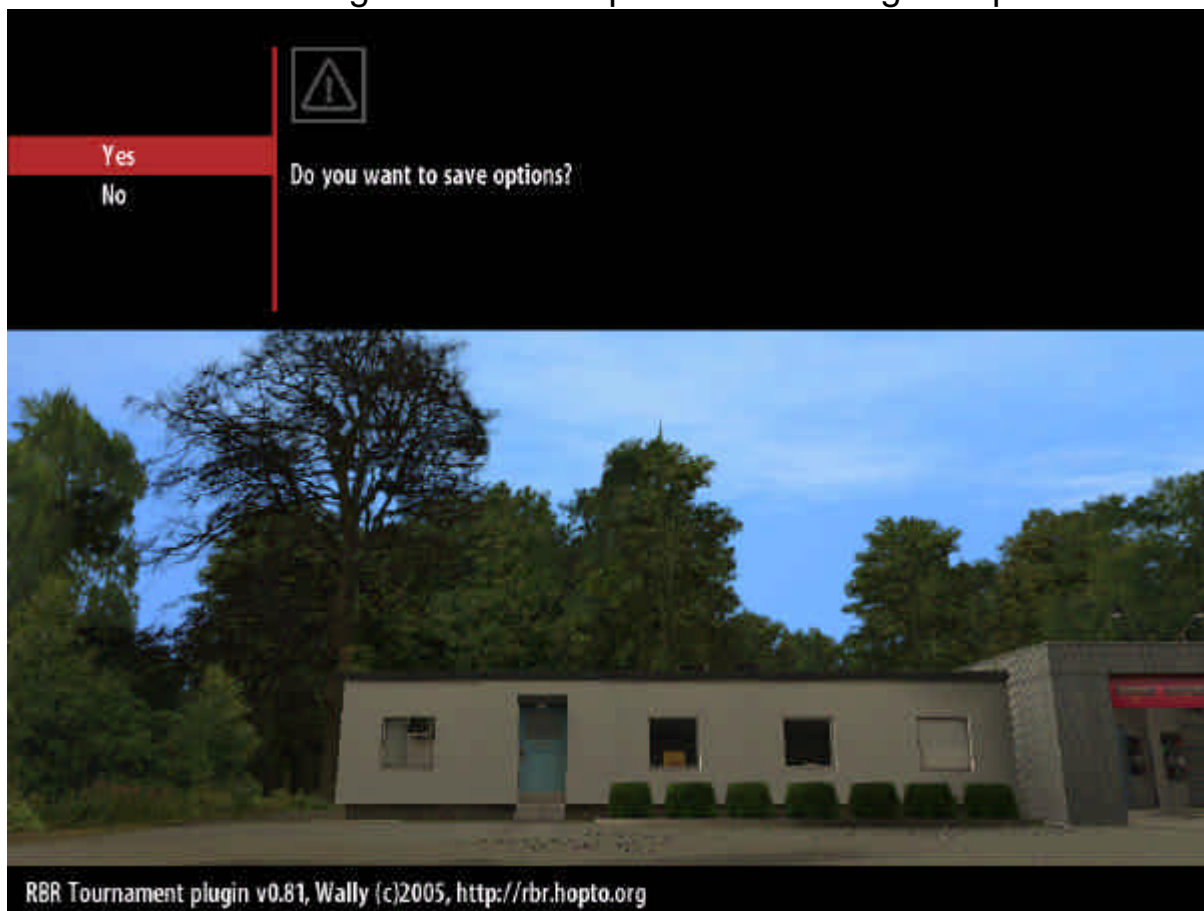 Yes
Do you want to save options?
No
RBR Tournament plugin v0.81, Wally (c)2005, http://rbr.hopto.org